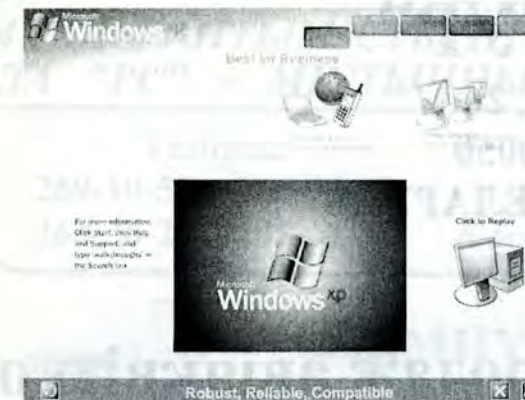 Microsoft
Windows
Best for Business
For more information,
Click Start, click Help
and Support, and
type 'walkthroughs' in
the Search box
Microsoft
Windows xp
Click to Replay
Robust, Reliable, Compatible